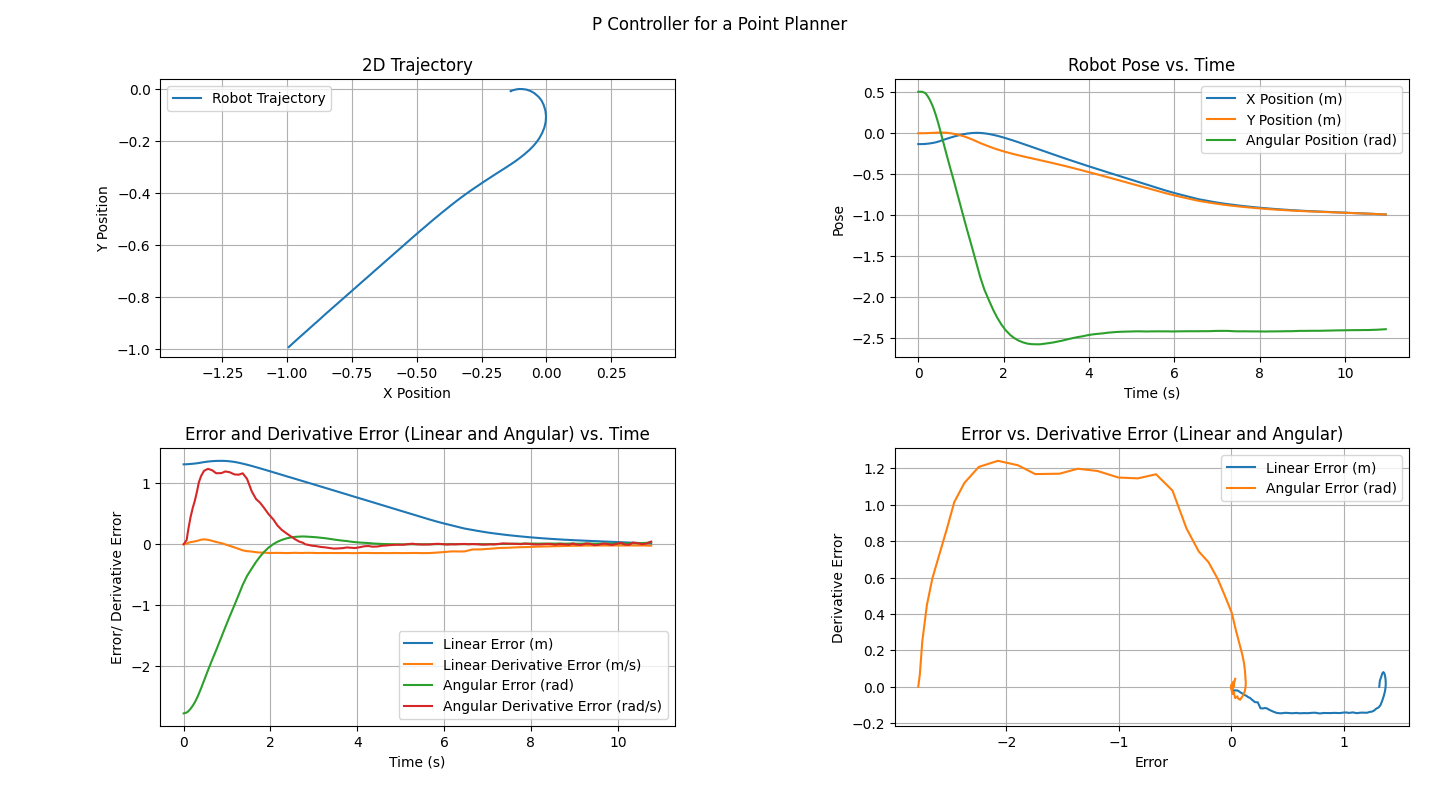 P Controller for a Point Planner
2D Trajectory
Robot Trajectory
0.0
−0.2
−0.4
−0.6
−0.8
−1.0
Y Position
−1.25
−1.00
−0.75
−0.50
−0.25
0.00
0.25
X Position
Robot Pose vs. Time
X Position (m)
Y Position (m)
Angular Position (rad)
0.5
0.0
−0.5
−1.0
−1.5
−2.0
−2.5
Pose
0
2
4
6
8
10
Time (s)
Error and Derivative Error (Linear and Angular) vs. Time
1
0
−1
−2
Error/ Derivative Error
Linear Error (m)
Linear Derivative Error (m/s)
Angular Error (rad)
Angular Derivative Error (rad/s)
0
2
4
6
8
10
Time (s)
Error vs. Derivative Error (Linear and Angular)
Linear Error (m)
Angular Error (rad)
1.2
1.0
0.8
0.6
0.4
0.2
0.0
−0.2
Derivative Error
−2
−1
0
1
Error